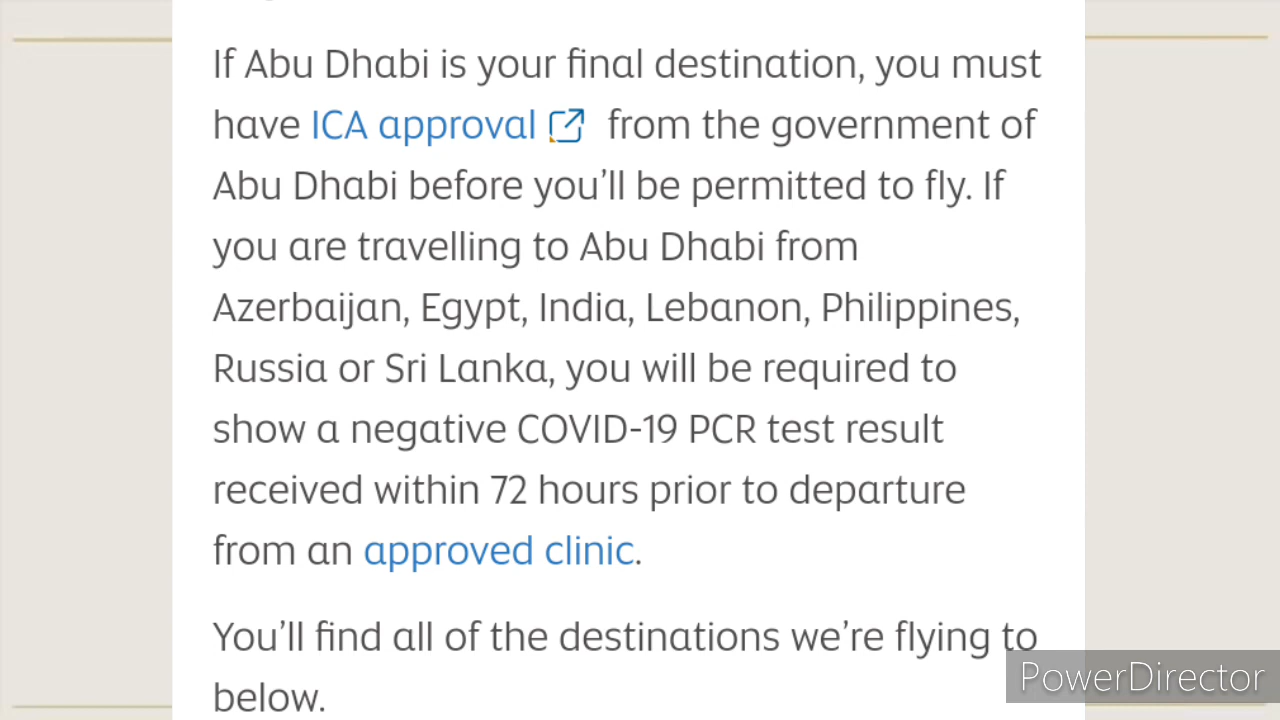 If Abu Dhabi is your final destination, you must
have ICA approval from the government of
Abu Dhabi before you’ll be permitted to fly. If
you are travelling to Abu Dhabi from
Azerbaijan, Egypt, India, Lebanon, Philippines,
Russia or Sri Lanka, you will be required to
show a negative COVID-19 PCR test result
received within 72 hours prior to departure
from an approved clinic.
You’ll find all of the destinations we’re flying to
below.
PowerDirector